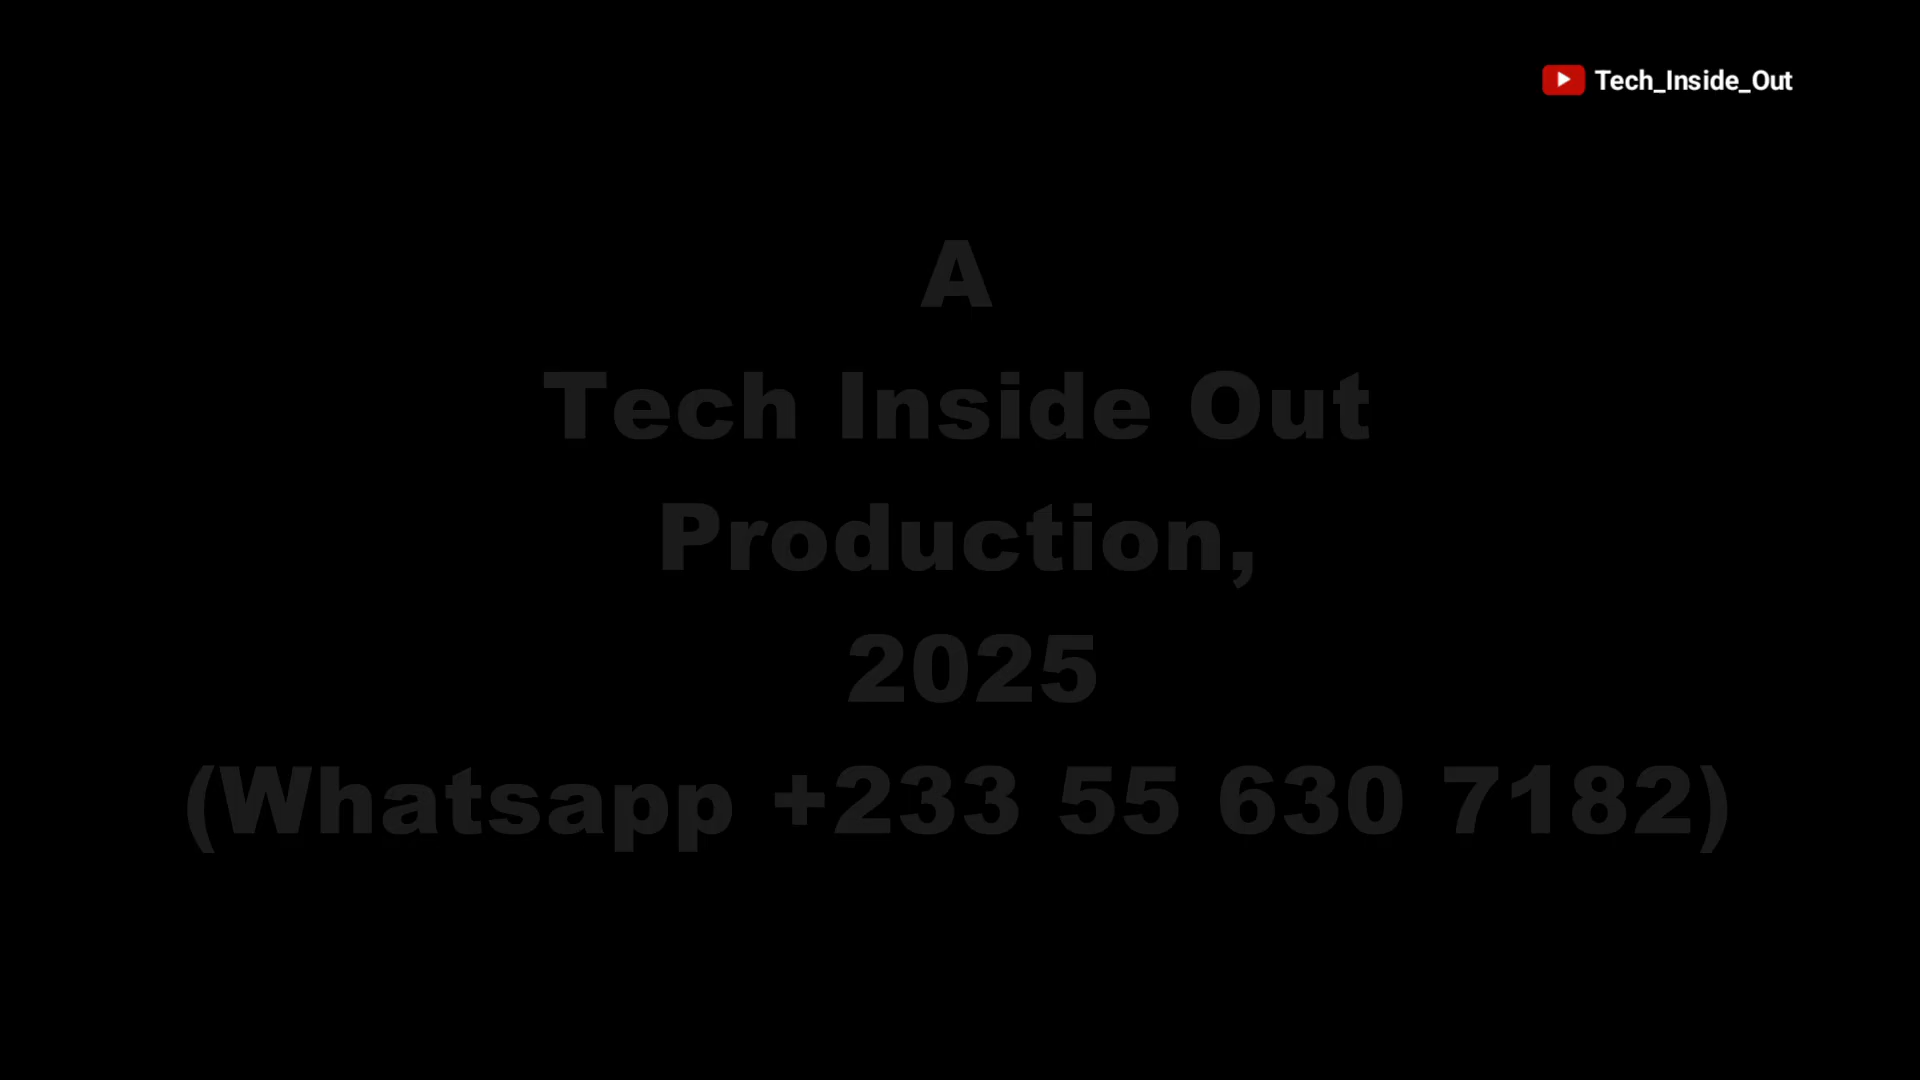 Tech_Inside_Out
A
Tech Inside Out
Production,
2025
(Whatsapp +233 55 630 7182)